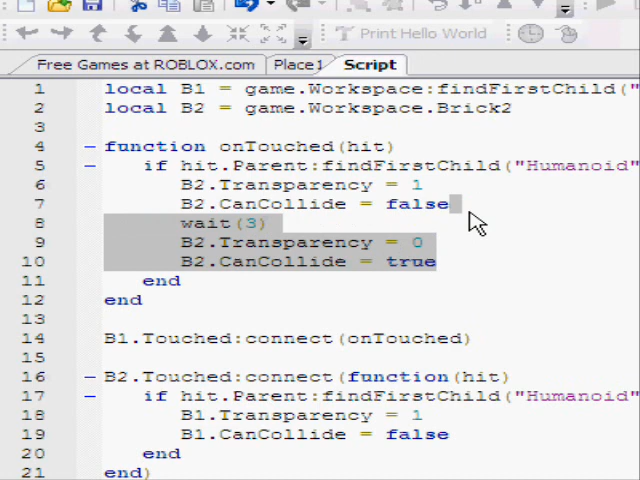 Print Hello World
Free Games at ROBLOX.com Place1 Script
1 local B1 = game.Workspace:findFirstChild("
2 local B2 = game.Workspace.Brick2
3
4 function onTouched(hit)
5 if hit.Parent:findFirstChild("Humanoid"
6 B2.Transparency = 1
7 B2.CanCollide = false
8 wait(3)
9 B2.Transparency = 0
10 B2.CanCollide = true
11 end
12 end
13
14 B1.Touched:connect(onTouched)
15
16 B2.Touched:connect(function(hit)
17 if hit.Parent:findFirstChild("Humanoid"
18 B1.Transparency = 1
19 B1.CanCollide = false
20 end
21 end)